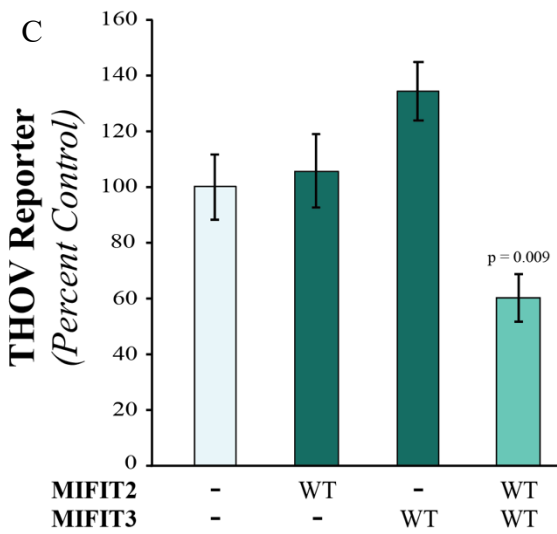 C
THOV Reporter
(Percent Control)
160
140
120
100
80
60
40
20
0
p = 0.009
MIFIT2 - WT - WT
MIFIT3 - - WT WT